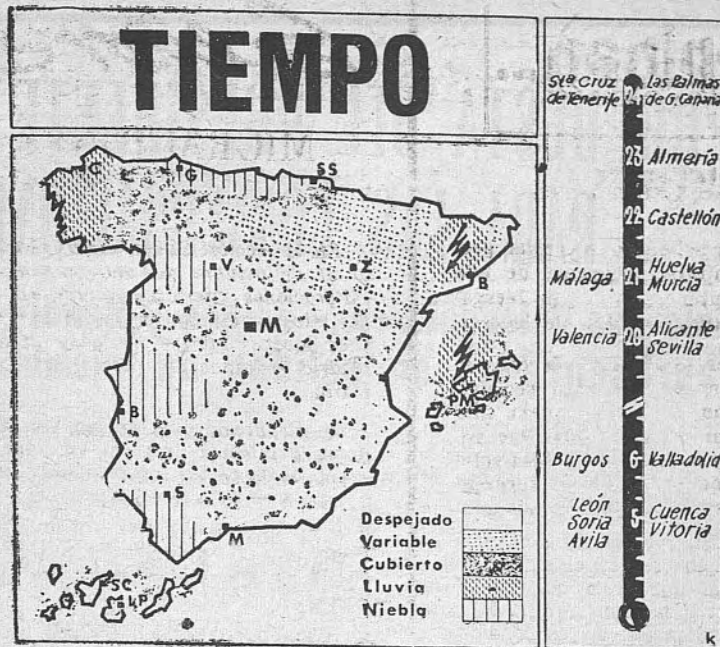 TIEMPO
C
G
SS
V
Z
B
M
PM
B
S
M
SC
LP
Despejado
Variable
Cubierto
Lluvia
Niebla
Stª Cruz
de Tenerife
Las Palmas
de G. Canaria
23
Almería
22
Castellón
Málaga
21
Huelva
Murcia
Valencia
20
Alicante
Sevilla
Burgos
6
Valladolid
León
Soria
Avila
5
Cuenca
Vitoria
k